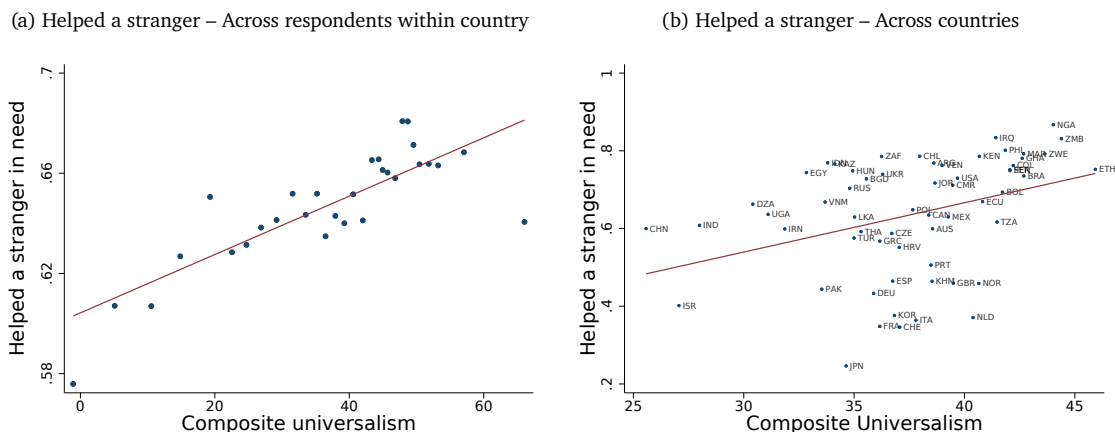 (a) Helped a stranger – Across respondents within country
Helped a stranger in need
.7
.66
.62
.58
0 20 40 60
Composite universalism
(b) Helped a stranger – Across countries
Helped a stranger in need
1
.8
.6
.4
.2
NGA
IRQ ZMB
PHL
ZAF CHL KEN MAR ZWE
GHA
IDN KAZ ARG VEN COL
EGY HUN UKR ETH
BGD JOR USA BRA
RUS CMR
BOL
DZA VNM ECU
UGA LKA POL CAN MEX TZA
CHN IND IRN THA CZE AUS
TUR GRC HRV
PRT
ESP KHM GBR NOR
PAK DEU
ISR
KOR ITA NLD
FRA CHE
JPN
25 30 35 40 45
Composite Universalism